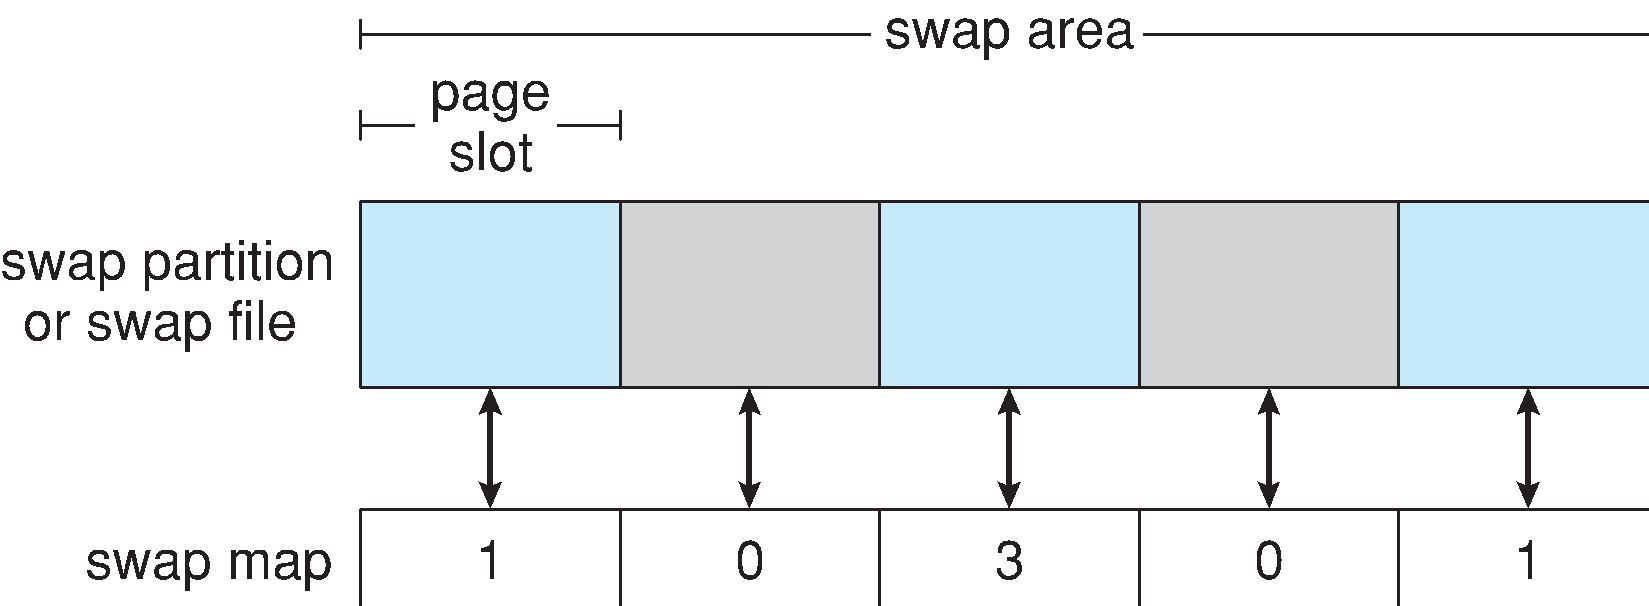 swap area
page
slot
swap partition
or swap file
swap map
1
0
3
0
1